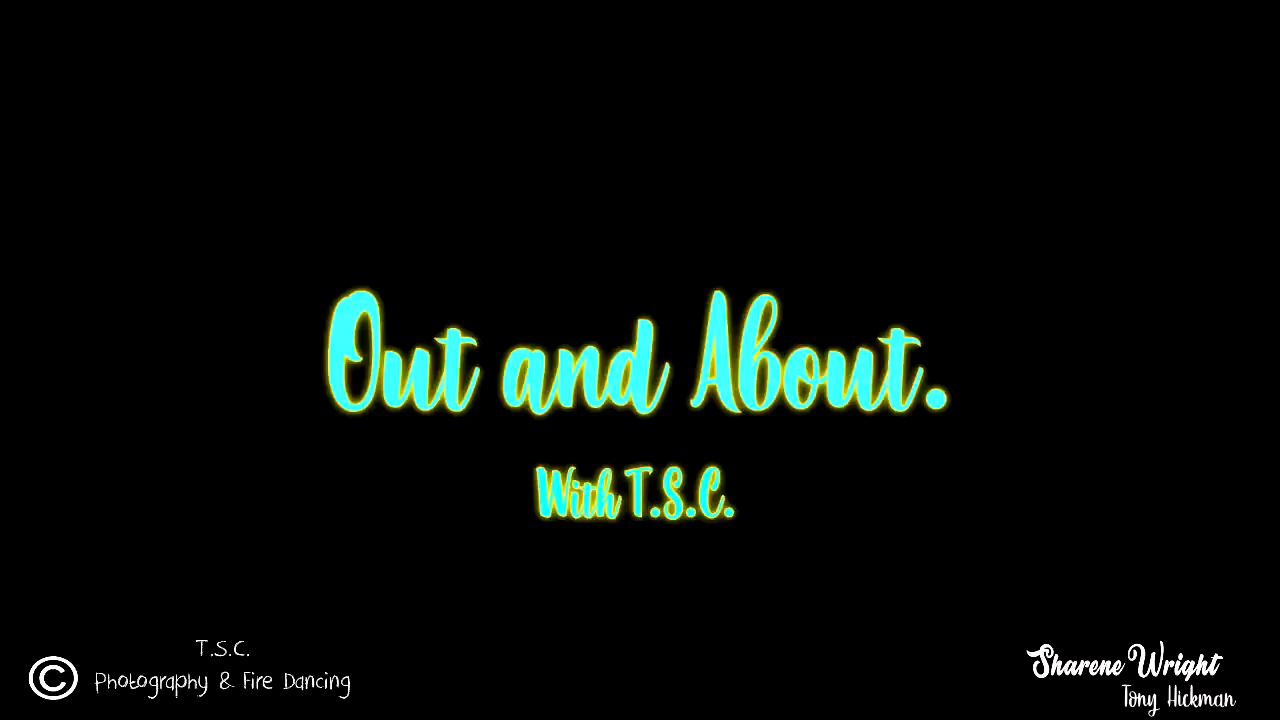 Out and About.
With T.S.C.
T.S.C.
© Photography & Fire Dancing
Sharene Wright
Tony Hickman